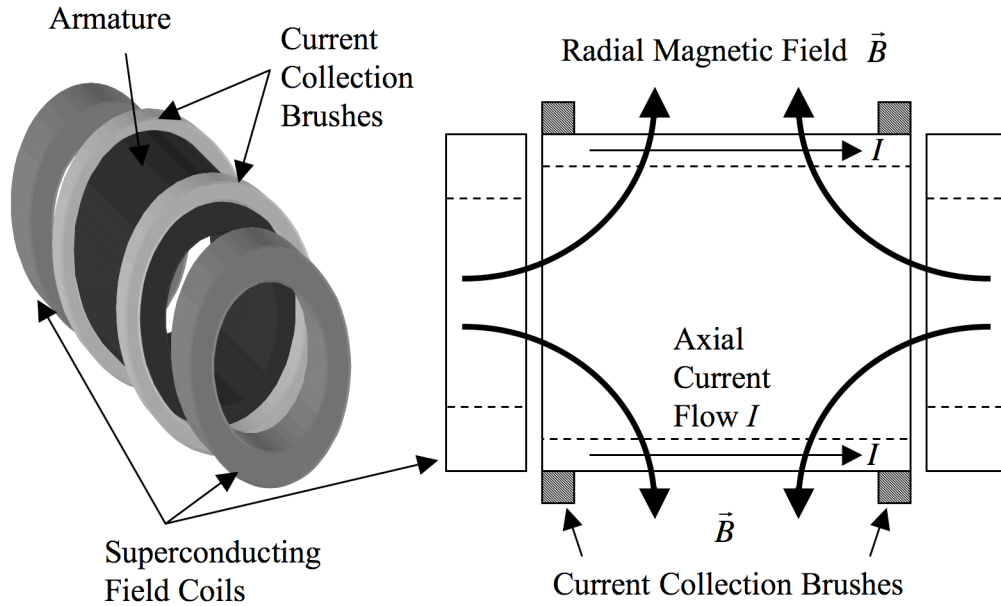 Armature
Current
Collection
Brushes
Superconducting
Field Coils
Radial Magnetic Field B⃗
I
Axial
Current
Flow I
I
B⃗
Current Collection Brushes